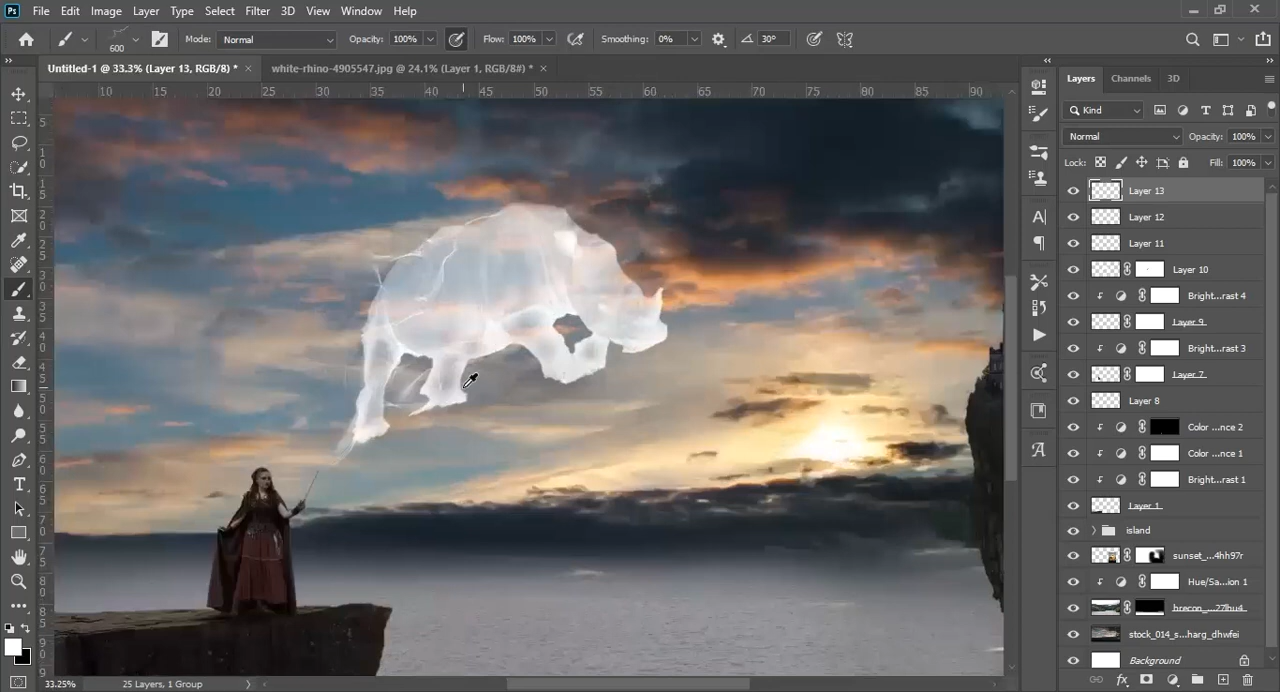 Ps File Edit Image Layer Type Select Filter 3D View Window Help
600 Mode: Normal Opacity: 100% Flow: 100% Smoothing: 0% 30°
Untitled-1 @ 33.3% (Layer 13, RGB/8) * × white-rhino-4905547.jpg @ 24.1% (Layer 1, RGB/8#) * ×
10 15 20 25 30 35 40 45 50 55 60 65 70 75 80 85 90
Layers Channels 3D
Kind
Normal Opacity: 100%
Lock: Fill: 100%
Layer 13
Layer 12
Layer 11
Layer 10
Bright...rast 4
Layer 9
Bright...rast 3
Layer 7
Layer 8
Color ...nce 2
Color ...nce 1
Bright...rast 1
Layer 1
island
sunset_...4hh97r
Hue/Sa...ion 1
brecon_...27lhu4
stock_014_s...harg_dhwfei
Background
33.25% 25 Layers, 1 Group